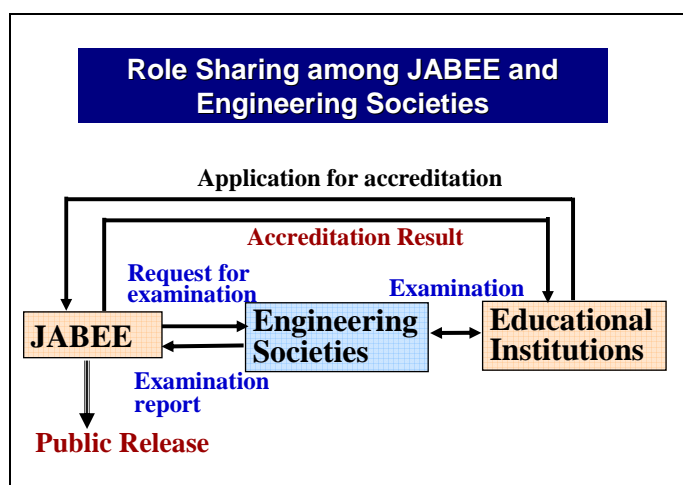 Role Sharing among JABEE and
Engineering Societies
Application for accreditation
Accreditation Result
Request for
examination
Examination
JABEE
Engineering
Societies
Educational
Institutions
Examination
report
Public Release